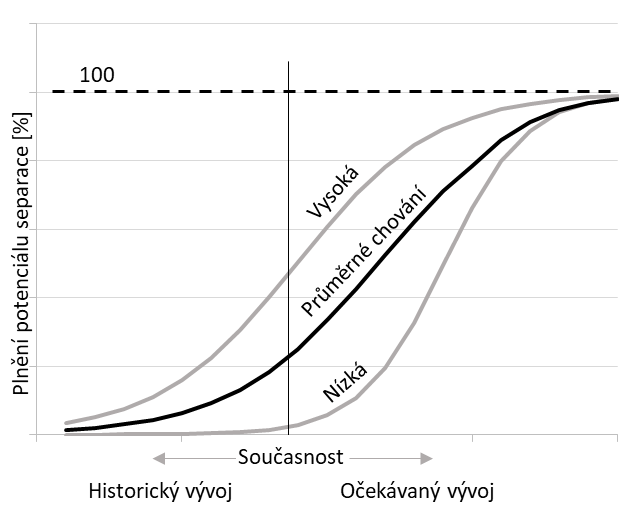 100
Plnění potenciálu separace [%]
Vysoká
Průměrné chování
Nízká
Současnost
Historický vývoj
Očekávaný vývoj